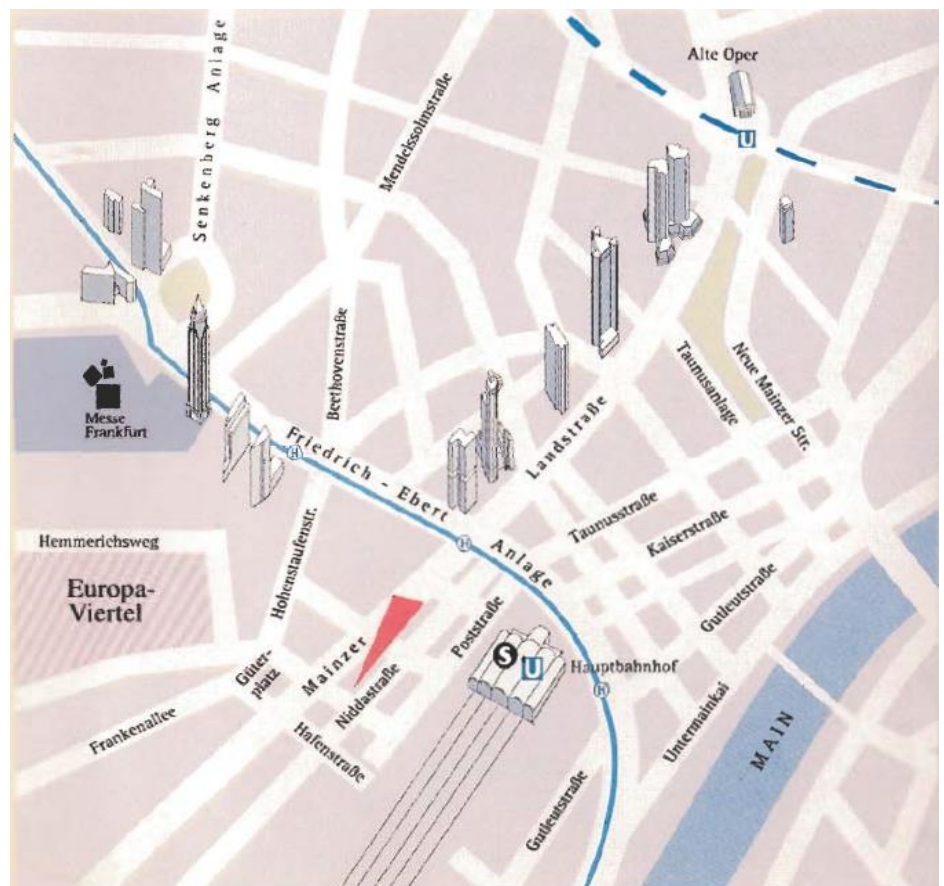 Alte Oper
U
Senkenberg Anlage
Mendelssolmstraße
Beethovenstraße
Taunusanlage
Neue Mainzer Str.
Messe
Frankfurt
Friedrich - Ebert Anlage
H
Landstraße
Taunusstraße
Kaiserstraße
Hemmerichsweg
H
Hohenstaufenstr.
Europa-
Viertel
Gutleutstraße
Mainzer
Poststraße
S
U
Hauptbahnhof
H
Güter-
platz
Niddastraße
Frankenallee
Hafenstraße
Untermainkai
MAIN
Gutleutstraße